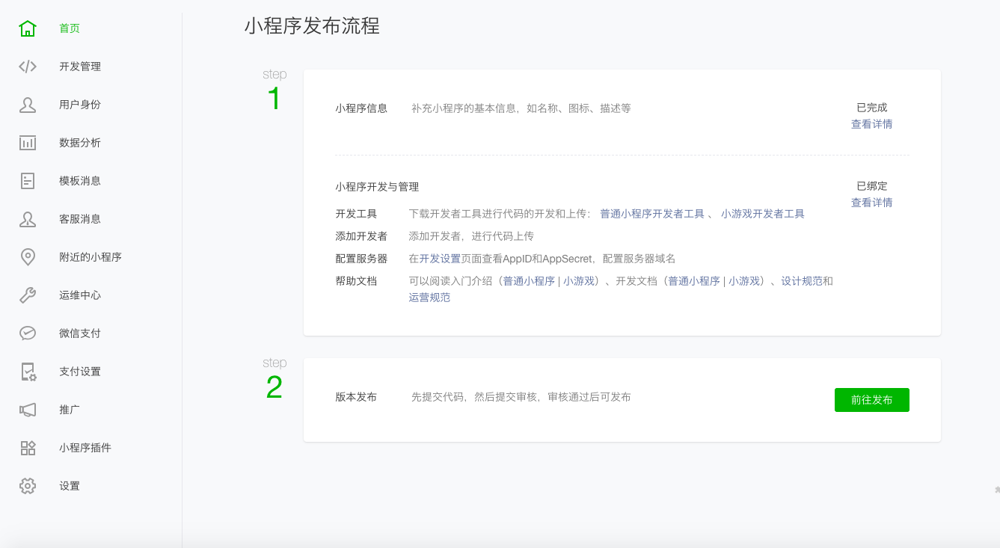 首页
开发管理
用户身份
数据分析
模板消息
客服消息
附近的小程序
运维中心
微信支付
支付设置
推广
小程序插件
设置
小程序发布流程
step
1
小程序信息 补充小程序的基本信息，如名称、图标、描述等 已完成
查看详情
小程序开发与管理 已绑定
查看详情
开发工具 下载开发者工具进行代码的开发和上传： 普通小程序开发者工具 、 小游戏开发者工具
添加开发者 添加开发者，进行代码上传
配置服务器 在开发设置页面查看AppID和AppSecret，配置服务器域名
帮助文档 可以阅读入门介绍（普通小程序 | 小游戏）、开发文档（普通小程序 | 小游戏）、设计规范和
运营规范
step
2
版本发布 先提交代码，然后提交审核，审核通过后可发布 前往发布